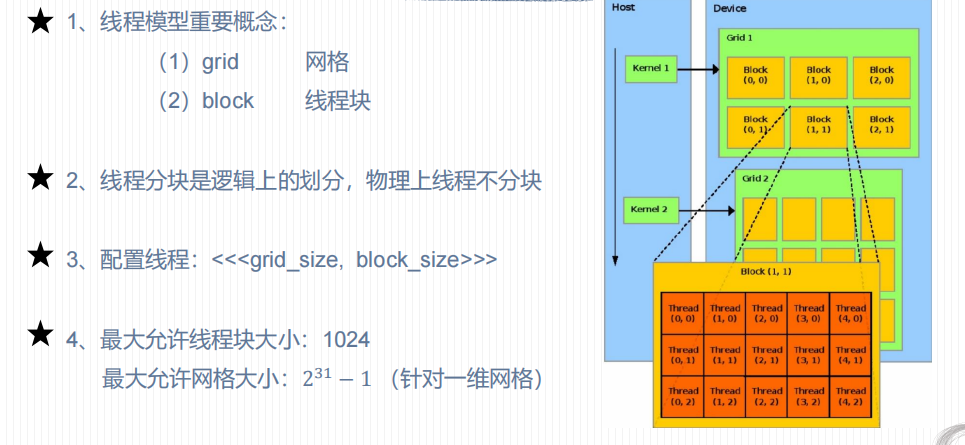 1、线程模型重要概念：
（1）grid 网格
（2）block 线程块
2、线程分块是逻辑上的划分，物理上线程不分块
3、配置线程：<<<grid_size, block_size>>>
4、最大允许线程块大小：1024
最大允许网格大小：2³¹ − 1 （针对一维网格）
Host
Device
Grid 1
Kernel 1
Block (0, 0)
Block (1, 0)
Block (2, 0)
Block (0, 1)
Block (1, 1)
Block (2, 1)
Grid 2
Kernel 2
Block (1, 1)
Thread (0, 0)
Thread (1, 0)
Thread (2, 0)
Thread (3, 0)
Thread (4, 0)
Thread (0, 1)
Thread (1, 1)
Thread (2, 1)
Thread (3, 1)
Thread (4, 1)
Thread (0, 2)
Thread (1, 2)
Thread (2, 2)
Thread (3, 2)
Thread (4, 2)